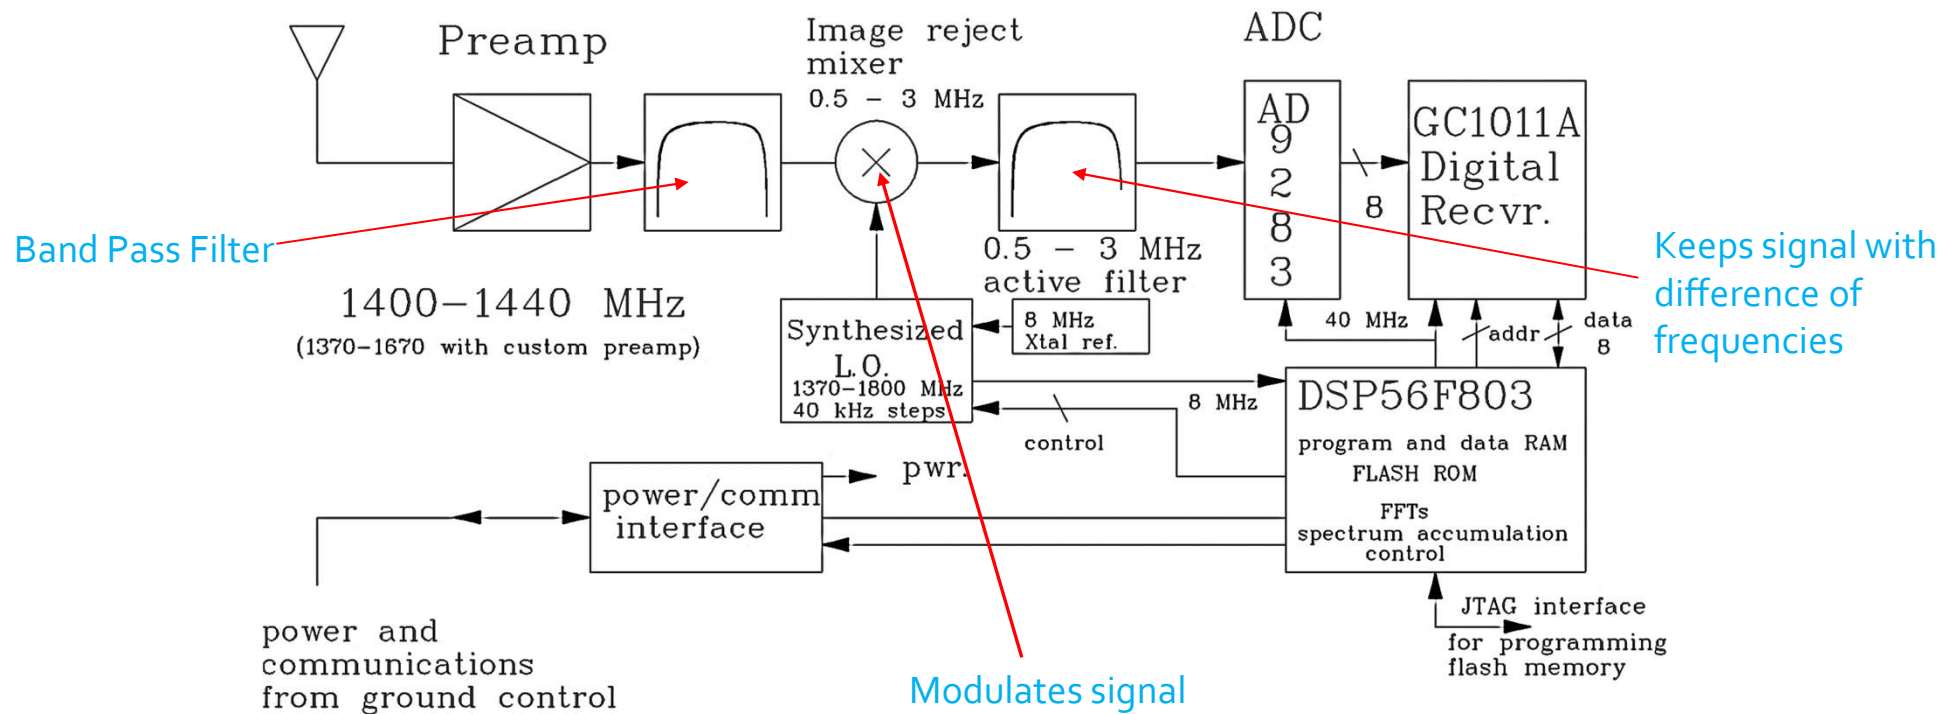 Preamp
Image reject
mixer
0.5 - 3 MHz
ADC
AD
9
2
8
3
8
GC1011A
Digital
Recvr.
Band Pass Filter
1400-1440 MHz
(1370-1670 with custom preamp)
0.5 - 3 MHz
active filter
Keeps signal with
difference of
frequencies
Synthesized
L.O.
1370-1800 MHz
40 kHz steps
8 MHz
Xtal ref.
40 MHz
addr
data
8
8 MHz
control
DSP56F803
program and data RAM
FLASH ROM
FFTs
spectrum accumulation
control
pwr.
power/comm
interface
JTAG interface
for programming
flash memory
power and
communications
from ground control
Modulates signal